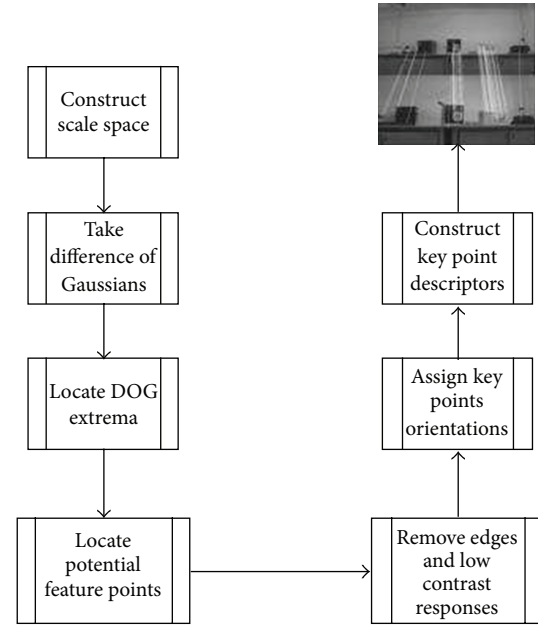 Construct
scale space
Take
difference of
Gaussians
Locate DOG
extrema
Locate
potential
feature points
Remove edges
and low
contrast
responses
Assign key
points
orientations
Construct
key point
descriptors